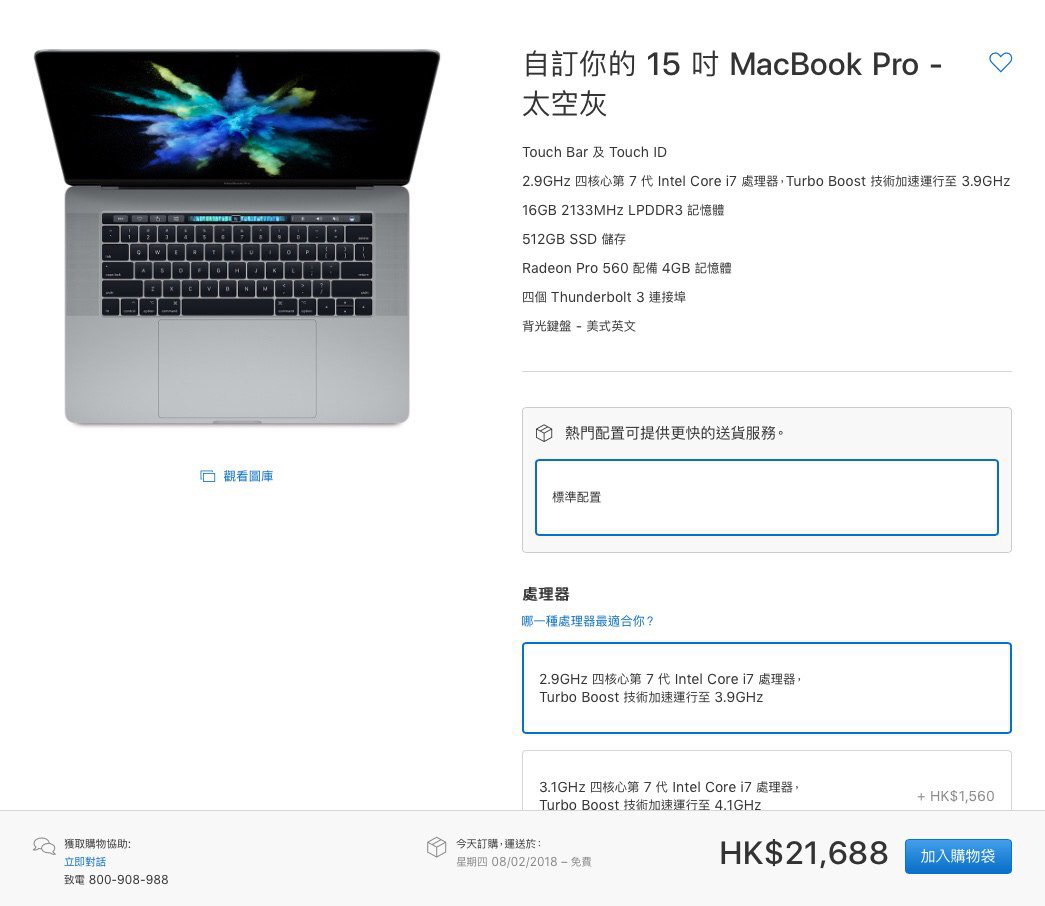 自訂你的 15 吋 MacBook Pro -
太空灰
Touch Bar 及 Touch ID
2.9GHz 四核心第 7 代 Intel Core i7 處理器，Turbo Boost 技術加速運行至 3.9GHz
16GB 2133MHz LPDDR3 記憶體
512GB SSD 儲存
Radeon Pro 560 配備 4GB 記憶體
四個 Thunderbolt 3 連接埠
背光鍵盤 - 美式英文
觀看圖庫
熱門配置可提供更快的送貨服務。
標準配置
處理器
哪一種處理器最適合你？
2.9GHz 四核心第 7 代 Intel Core i7 處理器，
Turbo Boost 技術加速運行至 3.9GHz
3.1GHz 四核心第 7 代 Intel Core i7 處理器，
Turbo Boost 技術加速運行至 4.1GHz
+ HK$1,560
獲取購物協助:
立即對話
致電 800-908-988
今天訂購，運送於：
星期四 08/02/2018 – 免費
HK$21,688
加入購物袋